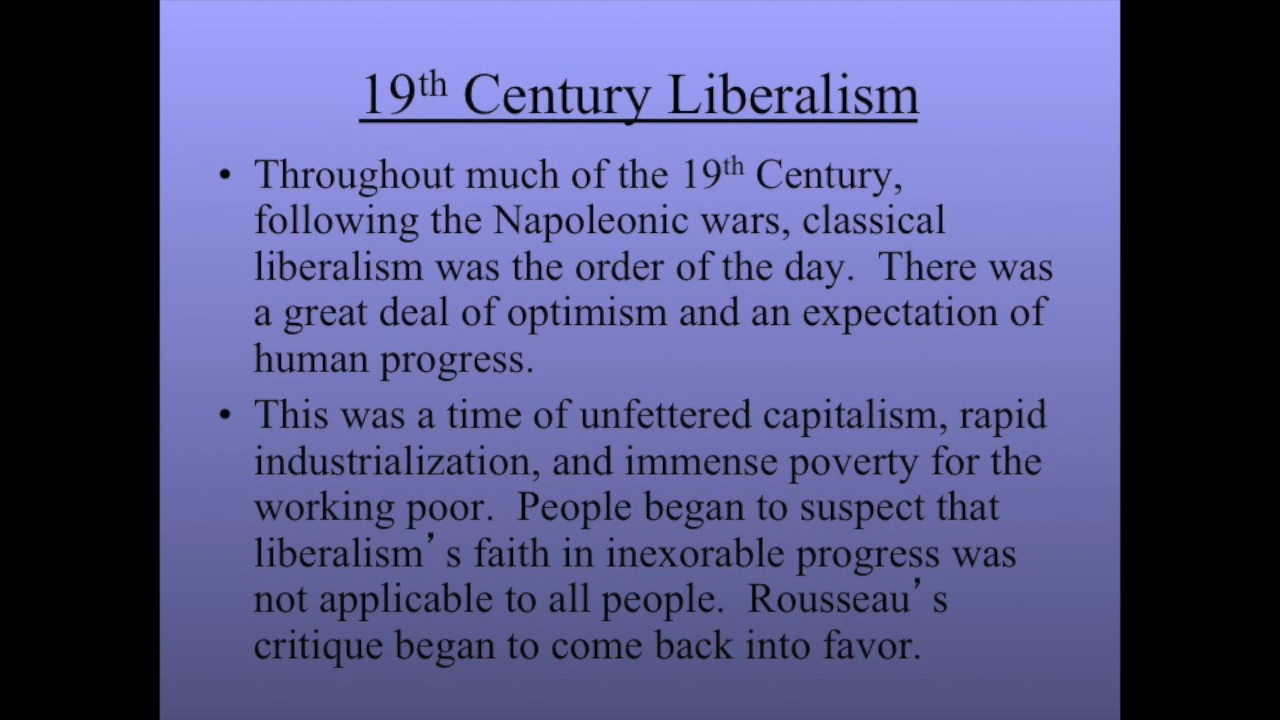 19th Century Liberalism
• Throughout much of the 19th Century,
following the Napoleonic wars, classical
liberalism was the order of the day.  There was
a great deal of optimism and an expectation of
human progress.
• This was a time of unfettered capitalism, rapid
industrialization, and immense poverty for the
working poor.  People began to suspect that
liberalism’s faith in inexorable progress was
not applicable to all people.  Rousseau’s
critique began to come back into favor.